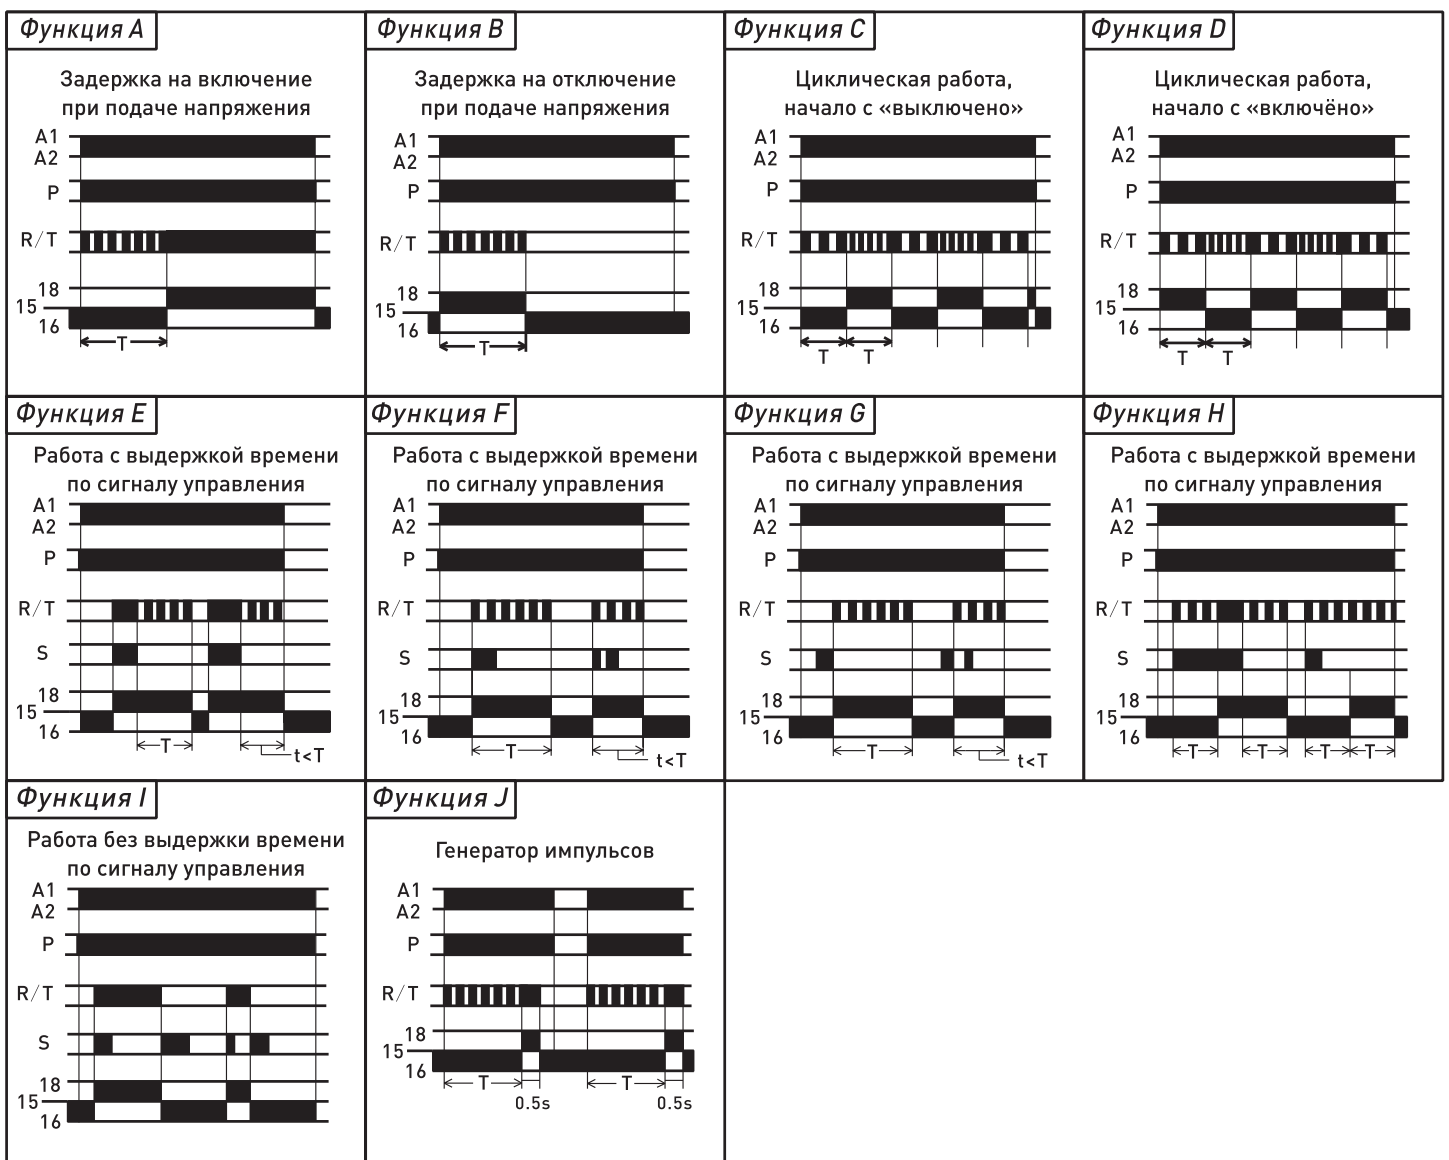 Функция A
Задержка на включение
при подаче напряжения
A1
A2
P
R/T
18
15
16
T
Функция B
Задержка на отключение
при подаче напряжения
A1
A2
P
R/T
18
15
16
T
Функция C
Циклическая работа,
начало с «выключено»
A1
A2
P
R/T
18
15
16
T T
Функция D
Циклическая работа,
начало с «включёно»
A1
A2
P
R/T
18
15
16
T T
Функция E
Работа с выдержкой времени
по сигналу управления
A1
A2
P
R/T
S
18
15
16
T
t<T
Функция F
Работа с выдержкой времени
по сигналу управления
A1
A2
P
R/T
S
18
15
16
T
t<T
Функция G
Работа с выдержкой времени
по сигналу управления
A1
A2
P
R/T
S
18
15
16
T
t<T
Функция H
Работа с выдержкой времени
по сигналу управления
A1
A2
P
R/T
S
18
15
16
T T T T
Функция I
Работа без выдержки времени
по сигналу управления
A1
A2
P
R/T
S
18
15
16
Функция J
Генератор импульсов
A1
A2
P
R/T
18
15
16
T T
0.5s 0.5s